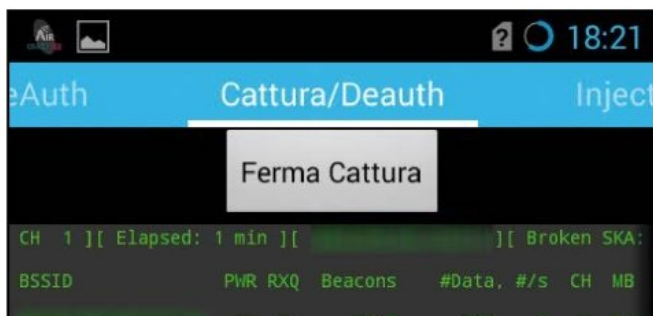 18:21
eAuth Cattura/Deauth Inject
Ferma Cattura
CH 1 ][ Elapsed: 1 min ][ ][ Broken SKA:
BSSID PWR RXQ Beacons #Data, #/s CH MB